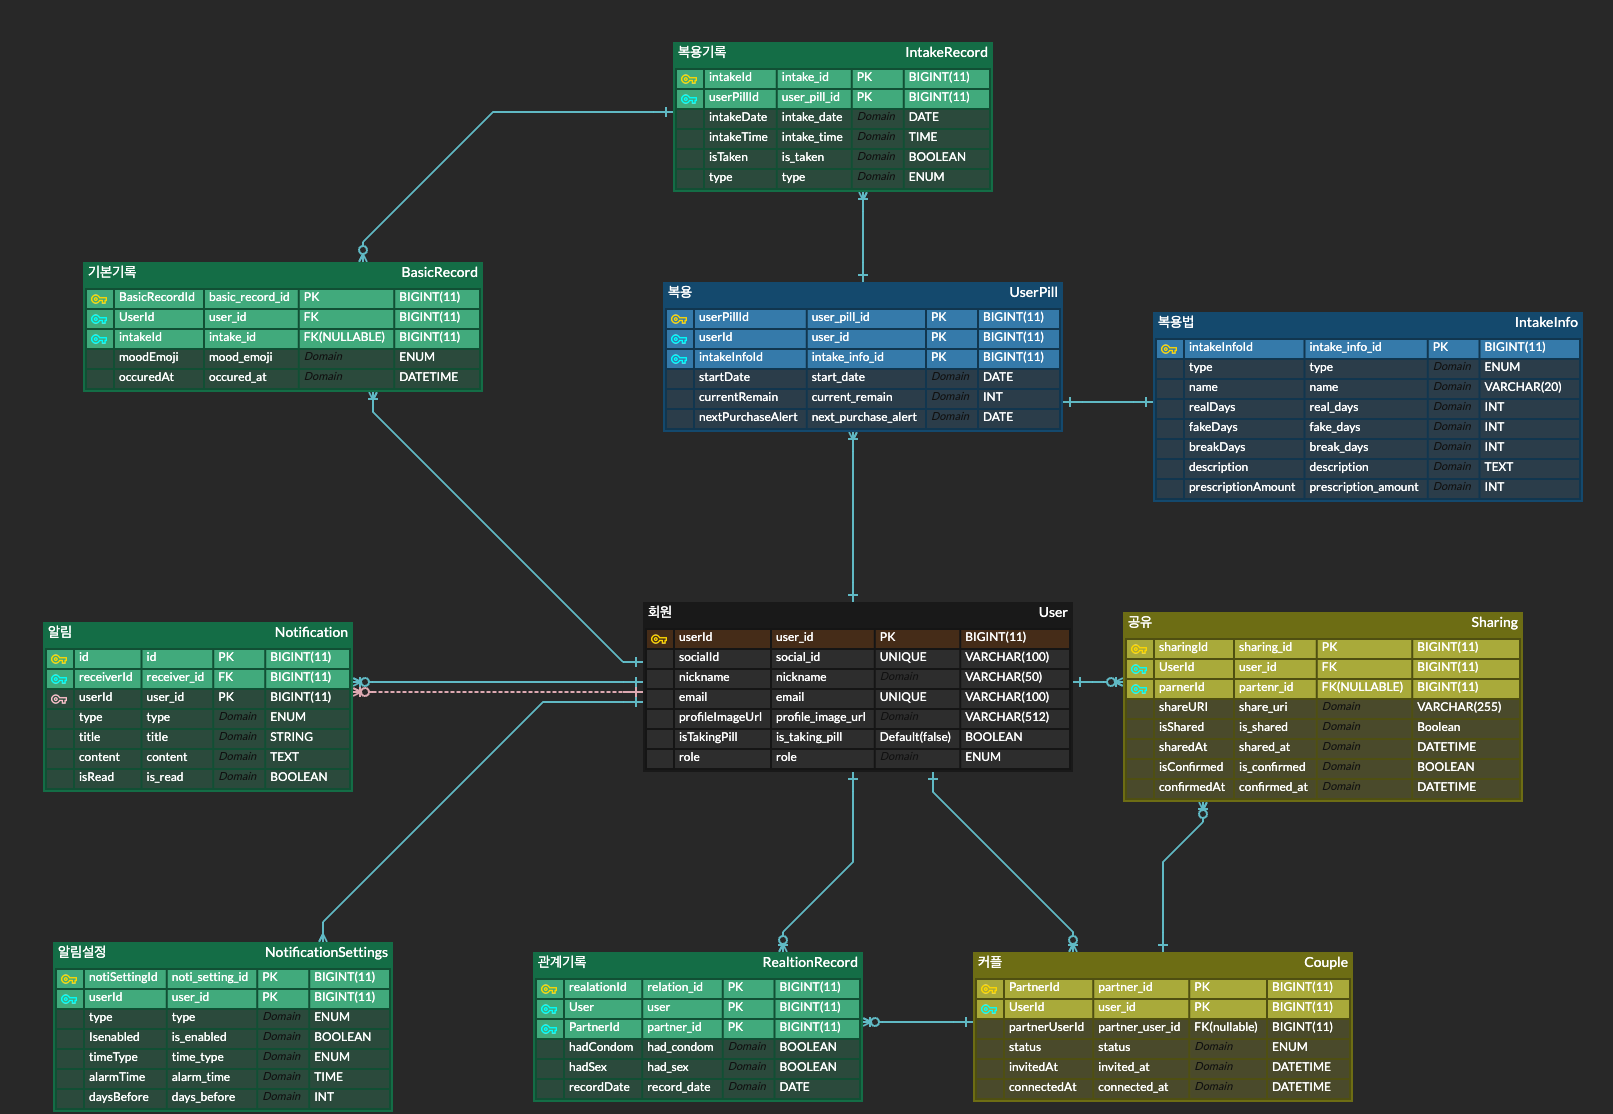 복용기록 IntakeRecord
intakeId intake_id PK BIGINT(11)
userPillId user_pill_id PK BIGINT(11)
intakeDate intake_date Domain DATE
intakeTime intake_time Domain TIME
isTaken is_taken Domain BOOLEAN
type type Domain ENUM
기본기록 BasicRecord
BasicRecordId basic_record_id PK BIGINT(11)
UserId user_id FK BIGINT(11)
intakeId intake_id FK(NULLABLE) BIGINT(11)
moodEmoji mood_emoji Domain ENUM
occuredAt occured_at Domain DATETIME
복용 UserPill
userPillId user_pill_id PK BIGINT(11)
userId user_id PK BIGINT(11)
intakeInfoId intake_info_id PK BIGINT(11)
startDate start_date Domain DATE
currentRemain current_remain Domain INT
nextPurchaseAlert next_purchase_alert Domain DATE
복용법 IntakeInfo
intakeInfoId intake_info_id PK BIGINT(11)
type type Domain ENUM
name name Domain VARCHAR(20)
realDays real_days Domain INT
fakeDays fake_days Domain INT
breakDays break_days Domain INT
description description Domain TEXT
prescriptionAmount prescription_amount Domain INT
알림 Notification
id id PK BIGINT(11)
receiverId receiver_id FK BIGINT(11)
userId user_id PK BIGINT(11)
type type Domain ENUM
title title Domain STRING
content content Domain TEXT
isRead is_read Domain BOOLEAN
회원 User
userId user_id PK BIGINT(11)
socialId social_id UNIQUE VARCHAR(100)
nickname nickname Domain VARCHAR(50)
email email UNIQUE VARCHAR(100)
profileImageUrl profile_image_url Domain VARCHAR(512)
isTakingPill is_taking_pill Default(false) BOOLEAN
role role Domain ENUM
공유 Sharing
sharingId sharing_id PK BIGINT(11)
UserId user_id FK BIGINT(11)
parnerId partenr_id FK(NULLABLE) BIGINT(11)
shareURI share_uri Domain VARCHAR(255)
isShared is_shared Domain Boolean
sharedAt shared_at Domain DATETIME
isConfirmed is_confirmed Domain BOOLEAN
confirmedAt confirmed_at Domain DATETIME
알림설정 NotificationSettings
notiSettingId noti_setting_id PK BIGINT(11)
userId user_id PK BIGINT(11)
type type Domain ENUM
Isenabled is_enabled Domain BOOLEAN
timeType time_type Domain ENUM
alarmTime alarm_time Domain TIME
daysBefore days_before Domain INT
관계기록 RealtionRecord
realationId relation_id PK BIGINT(11)
User user PK BIGINT(11)
PartnerId partner_id PK BIGINT(11)
hadCondom had_condom Domain BOOLEAN
hadSex had_sex Domain BOOLEAN
recordDate record_date Domain DATE
커플 Couple
PartnerId partner_id PK BIGINT(11)
UserId user_id PK BIGINT(11)
partnerUserId partner_user_id FK(nullable) BIGINT(11)
status status Domain ENUM
invitedAt invited_at Domain DATETIME
connectedAt connected_at Domain DATETIME